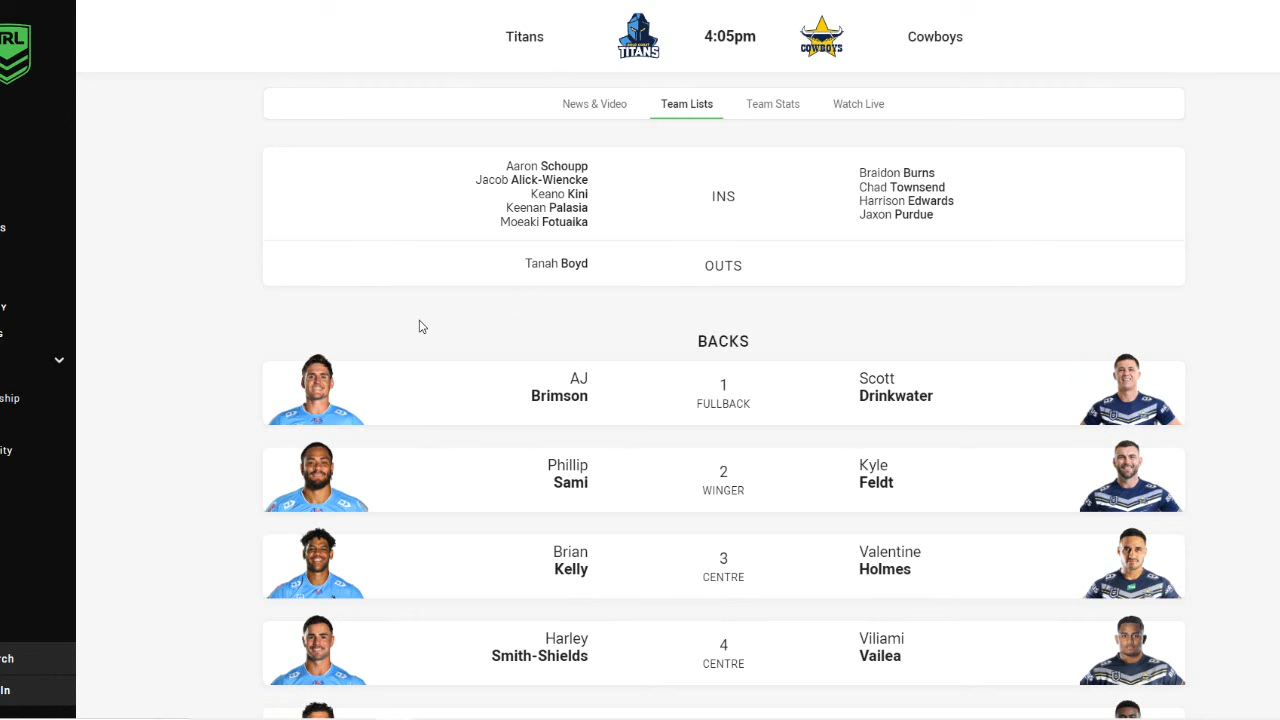 Titans
TITANS
4:05pm
COWBOYS
Cowboys
News & Video
Team Lists
Team Stats
Watch Live
Aaron Schoupp
Jacob Alick-Wiencke
Keano Kini
Keenan Palasia
Moeaki Fotuaika
INS
Braidon Burns
Chad Townsend
Harrison Edwards
Jaxon Purdue
Tanah Boyd
OUTS
BACKS
AJ
Brimson
1
FULLBACK
Scott
Drinkwater
Phillip
Sami
2
WINGER
Kyle
Feldt
Brian
Kelly
3
CENTRE
Valentine
Holmes
Harley
Smith-Shields
4
CENTRE
Viliami
Vailea